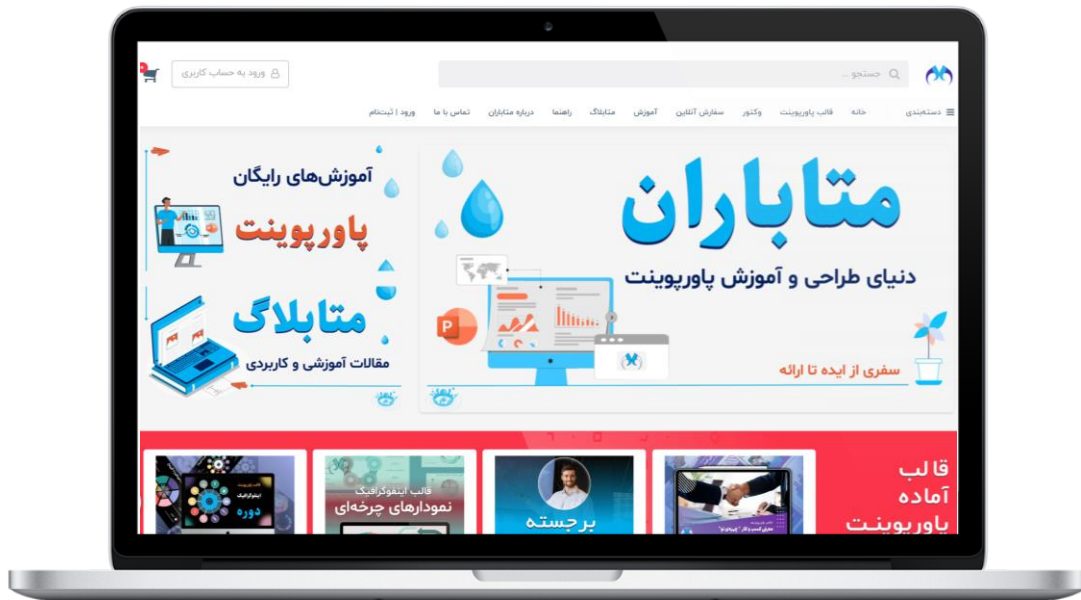 جستجو ...
ورود به حساب کاربری
دسته‌بندی
خانه
قالب پاورپوینت
وکتور
سفارش آنلاین
آموزش
متابلاگ
راهنما
درباره متاباران
تماس با ما
ورود | ثبت‌نام
متاباران
دنیای طراحی و آموزش پاورپوینت
سفری از ایده تا ارائه
P
آموزش‌های رایگان
پاورپوینت
متابلاگ
مقالات آموزشی و کاربردی
قالب
آماده
پاورپوینت
برجسته
قالب اینفوگرافیک
نمودارهای چرخه‌ای
اینفوگرافیک
دوره